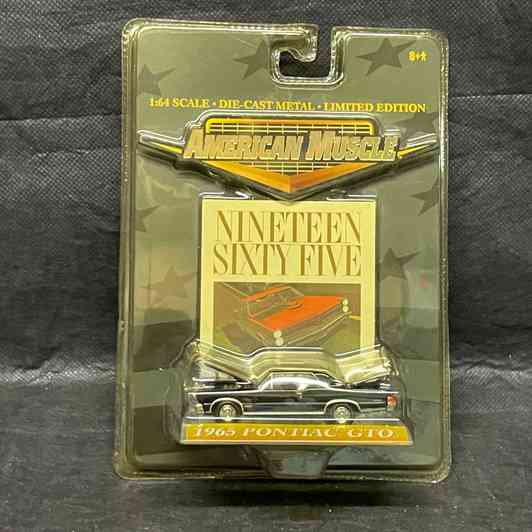 8+
1:64 SCALE • DIE-CAST METAL • LIMITED EDITION
AMERICAN MUSCLE
NINETEEN
SIXTY FIVE
1965 PONTIAC GTO